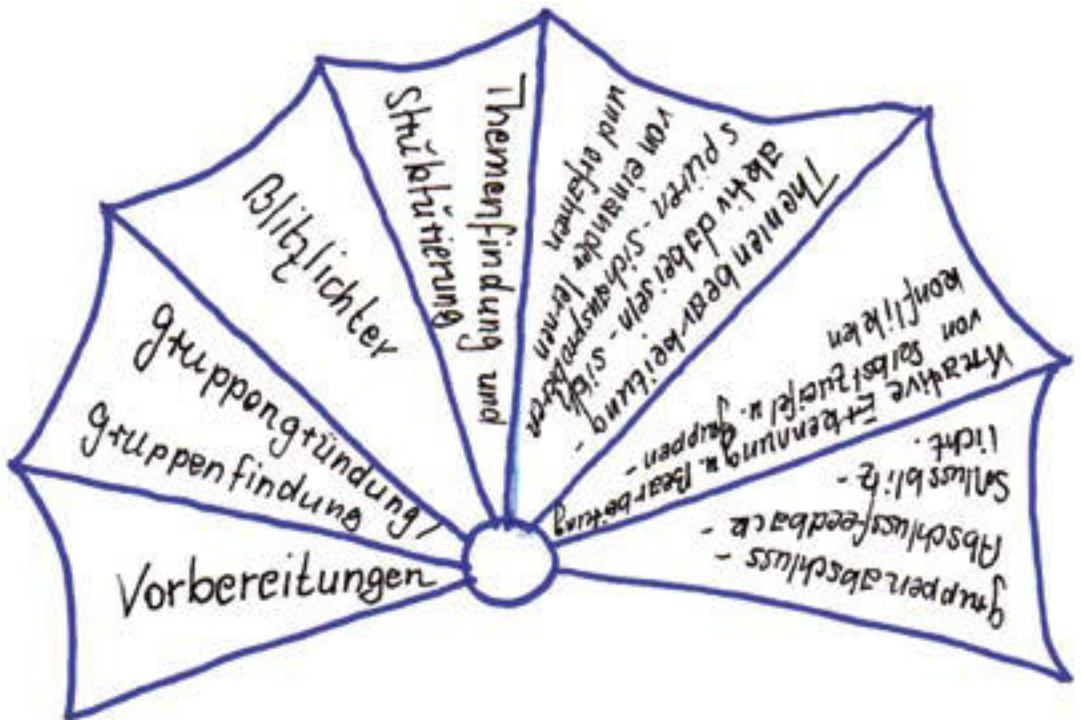 Vorbereitungen
Gruppengründung/
Gruppenfindung
Blitzlichter
Themenfindung und
Strukturierung
Themenbearbeitung -
aktiv dabei sein - sich
spüren - sich ausprobieren
von einander lernen
und erfahren
Kreative Erkennung u. Bearbeitung
von Selbstzweifel u. Gruppen-
konflikten
Gruppenabschluss -
Abschlussfeedback -
Schlussblitz-
licht.